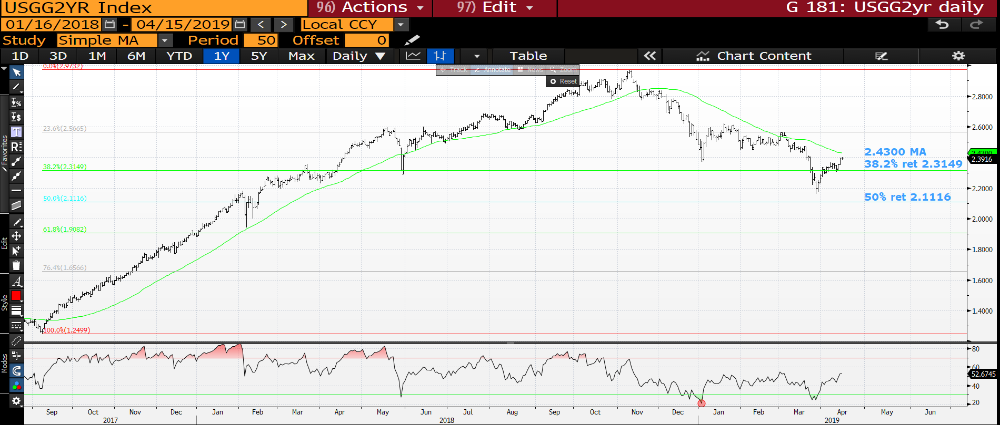 USGG2YR Index 96) Actions 97) Edit G 181: USGG2yr daily
01/16/2018 - 04/15/2019 < > Local CCY
Study Simple MA Period 50 Offset 0
1D 3D 1M 6M YTD 1Y 5Y Max Daily Table Chart Content
Track Annotate News Zoom
Reset
Favorites
Edit
Style
Modes
%
$
T
R
A
0.0%(2.9732)
23.6%(2.5665)
38.2%(2.3149)
50.0%(2.1116)
61.8%(1.9082)
76.4%(1.6566)
100.0%(1.2499)
2.4300 MA
38.2% ret 2.3149
50% ret 2.1116
2.8000
2.6000
2.4300
2.3916
2.2000
2.0000
1.8000
1.6000
1.4000
80
60
52.6745
40
20
Sep Oct Nov Dec Jan Feb Mar Apr May Jun Jul Aug Sep Oct Nov Dec Jan Feb Mar Apr May Jun
2017 2018 2019